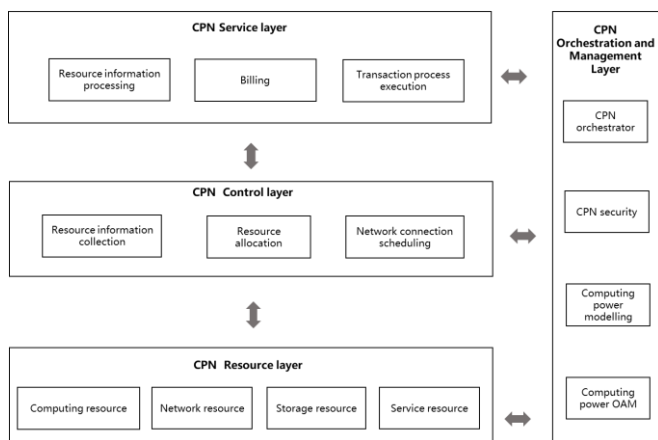 CPN Service layer
Resource information
processing
Billing
Transaction process
execution
CPN Control layer
Resource information
collection
Resource
allocation
Network connection
scheduling
CPN Resource layer
Computing resource
Network resource
Storage resource
Service resource
CPN
Orchestration and
Management
Layer
CPN
orchestrator
CPN security
Computing
power
modelling
Computing
power OAM